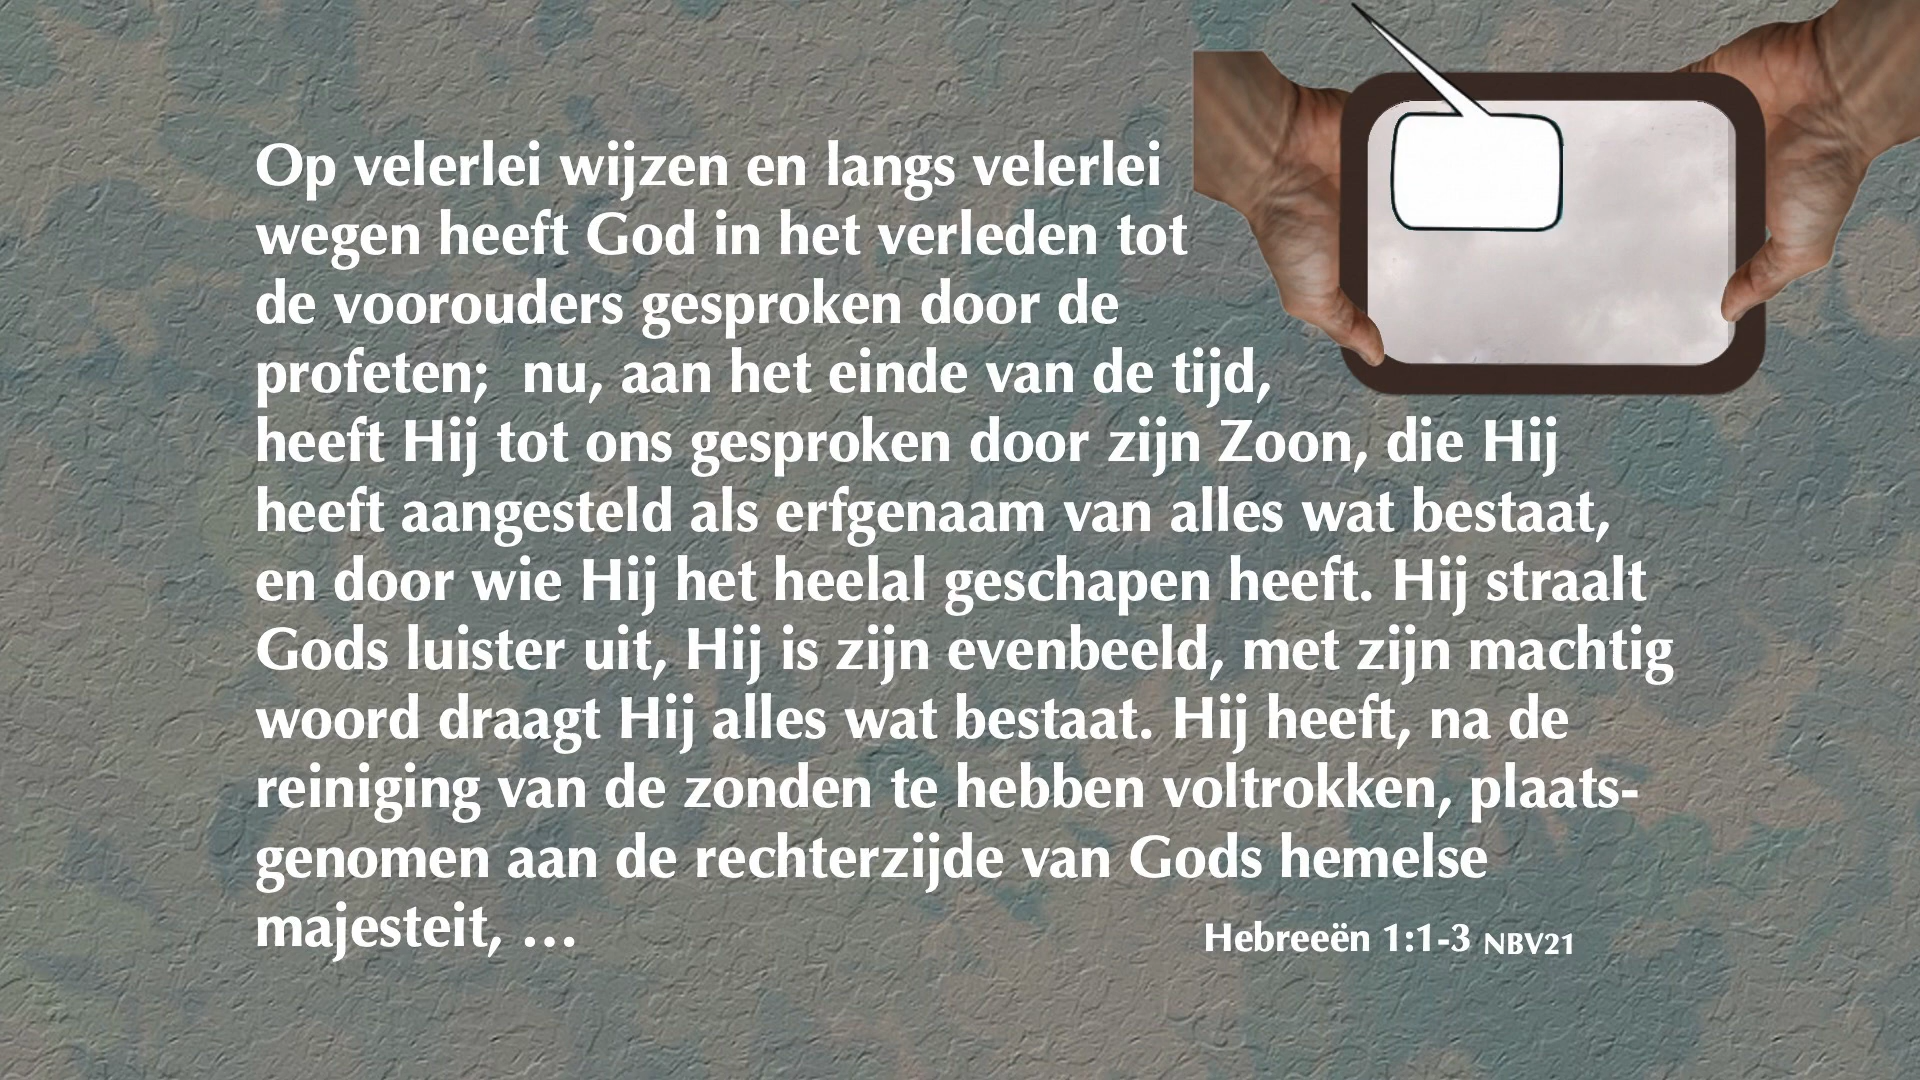 Op velerlei wijzen en langs velerlei
wegen heeft God in het verleden tot
de voorouders gesproken door de
profeten;  nu, aan het einde van de tijd,
heeft Hij tot ons gesproken door zijn Zoon, die Hij
heeft aangesteld als erfgenaam van alles wat bestaat,
en door wie Hij het heelal geschapen heeft. Hij straalt
Gods luister uit, Hij is zijn evenbeeld, met zijn machtig
woord draagt Hij alles wat bestaat. Hij heeft, na de
reiniging van de zonden te hebben voltrokken, plaats-
genomen aan de rechterzijde van Gods hemelse
majesteit, …
Hebreeën 1:1-3 NBV21